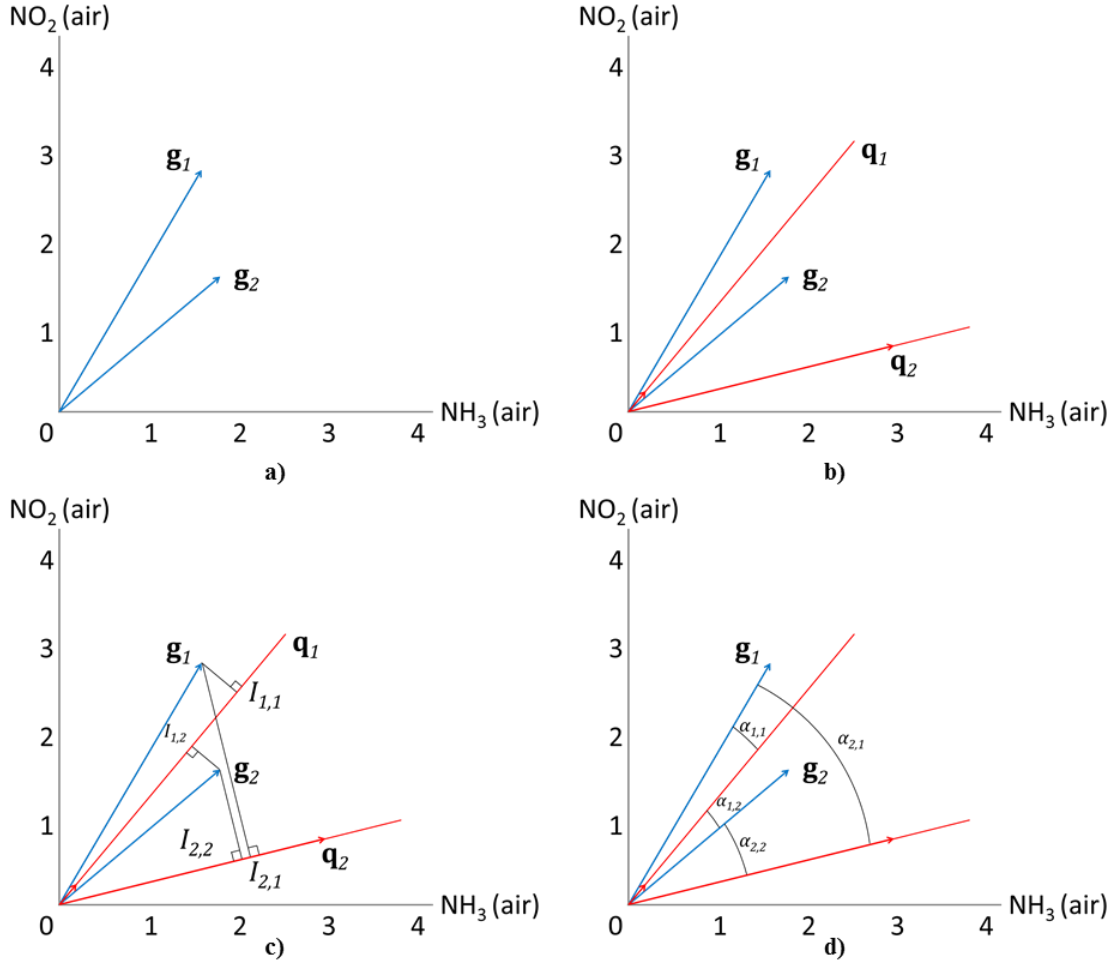 NO₂ (air)
4
3
2
1
0
1
2
3
4
NH₃ (air)
g₁
g₂
a)
NO₂ (air)
4
3
2
1
0
1
2
3
4
NH₃ (air)
g₁
q₁
g₂
q₂
b)
NO₂ (air)
4
3
2
1
0
1
2
3
4
NH₃ (air)
g₁
q₁
I₁,₁
I₁,₂
g₂
I₂,₂
I₂,₁
q₂
c)
NO₂ (air)
4
3
2
1
0
1
2
3
4
NH₃ (air)
g₁
α₁,₁
α₂,₁
g₂
α₁,₂
α₂,₂
d)